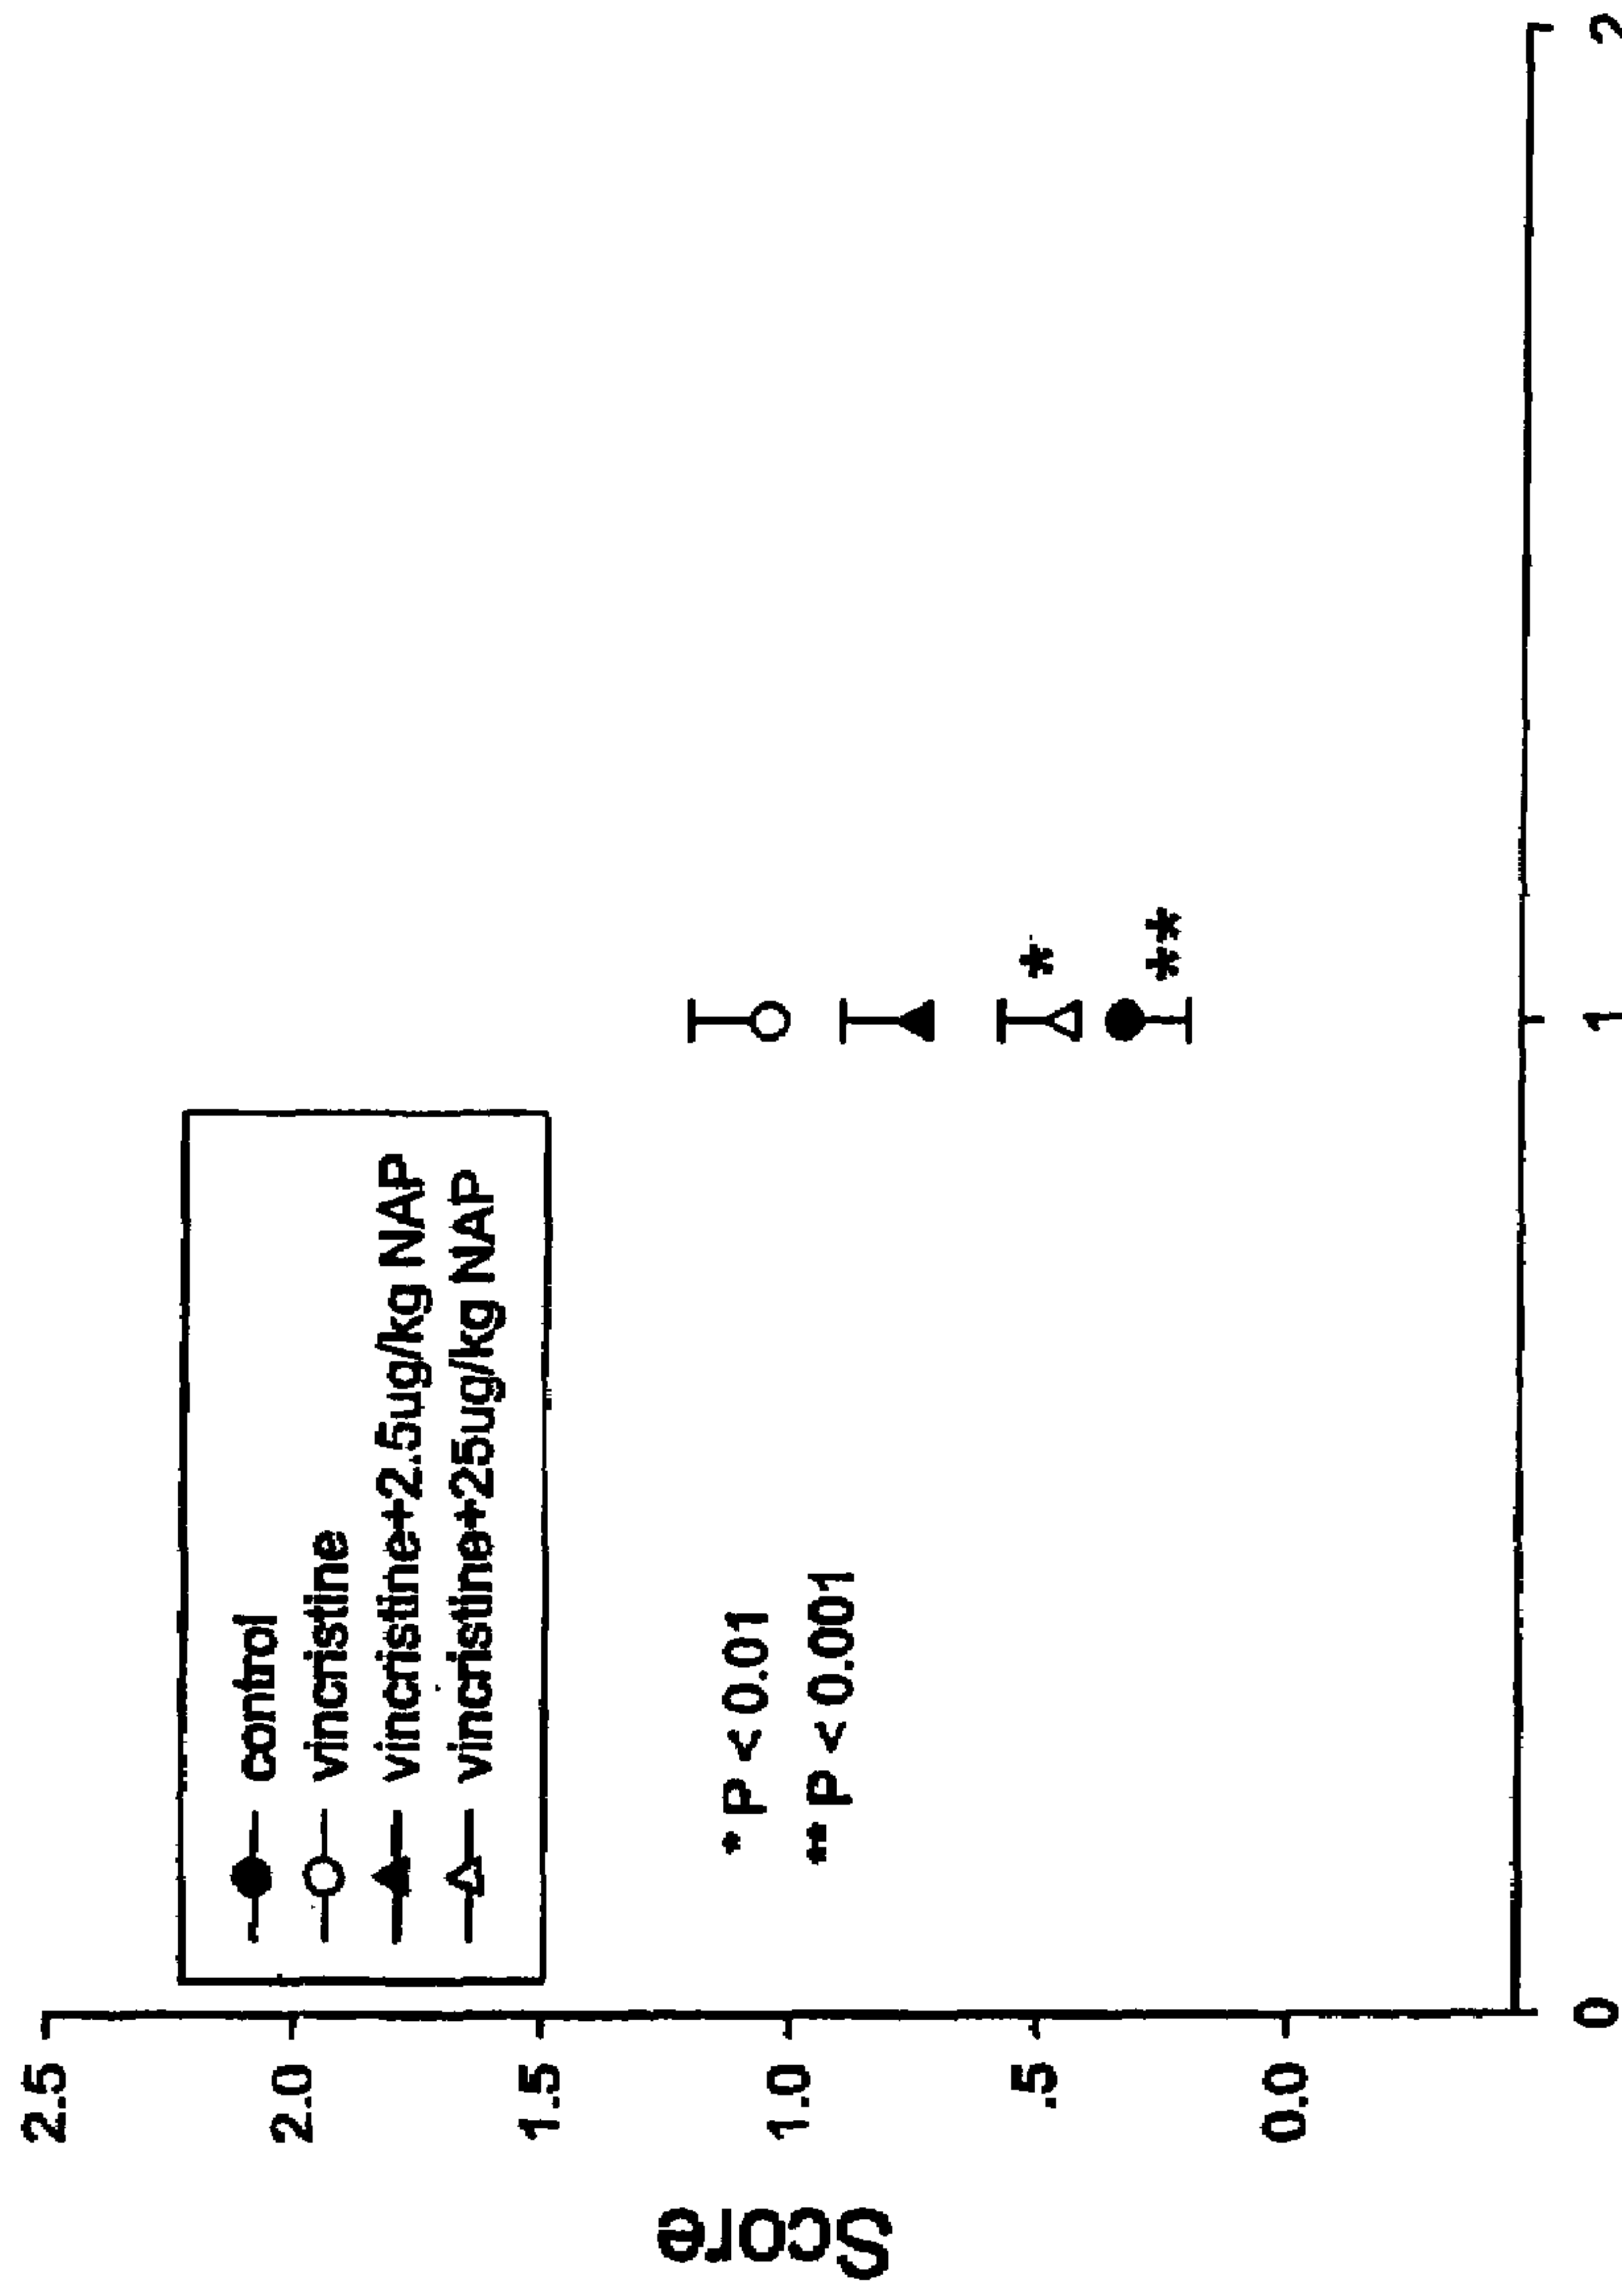 Score
2.5
2.0
1.5
1.0
.5
0.0
control
vincristine
vincristine+2.5ug/kg NAP
vincristine+25ug/kg NAP
* P < 0.01
** P < 0.001
*
**
0
1
2